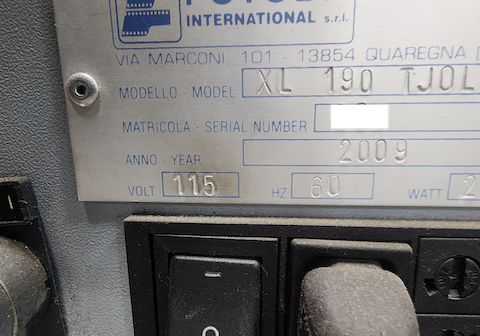 INTERNATIONAL s.r.l.
VIA MARCONI, 101 - 13854 QUAREGNA
MODELLO - MODEL XL 190 TJOL
MATRICOLA - SERIAL NUMBER
ANNO - YEAR 2009
VOLT 115 HZ 60 WATT 2